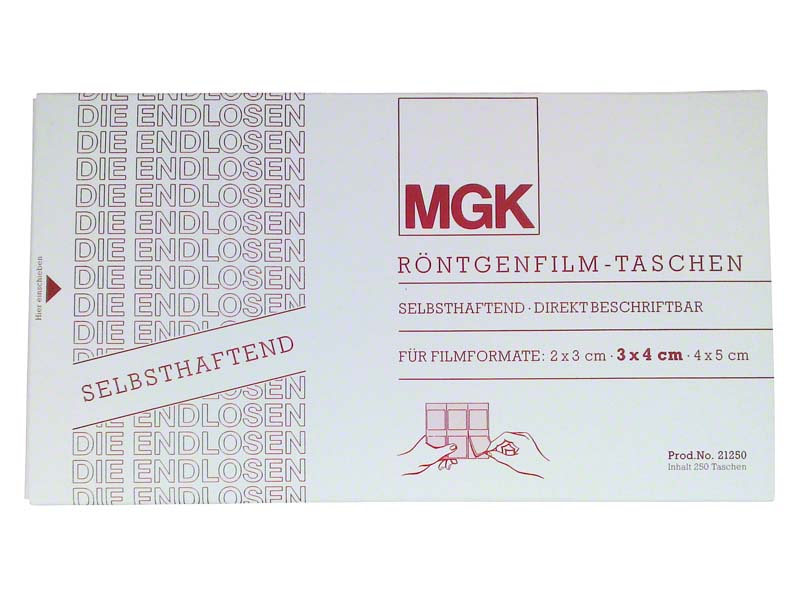 DIE ENDLOSEN
DIE ENDLOSEN
DIE ENDLOSEN
DIE ENDLOSEN
DIE ENDLOSEN
DIE ENDLOSEN
DIE ENDLOSEN
DIE ENDLOSEN
DIE ENDLOSEN
DIE ENDLOSEN
SELBSTHAFTEND
DIE ENDLOSEN
DIE ENDLOSEN
DIE ENDLOSEN
DIE ENDLOSEN
Hier einschieben
MGK
RÖNTGENFILM-TASCHEN
SELBSTHAFTEND · DIREKT BESCHRIFTBAR
FÜR FILMFORMATE: 2 x 3 cm · 3 x 4 cm · 4 x 5 cm
Prod.No. 21250
Inhalt 250 Taschen